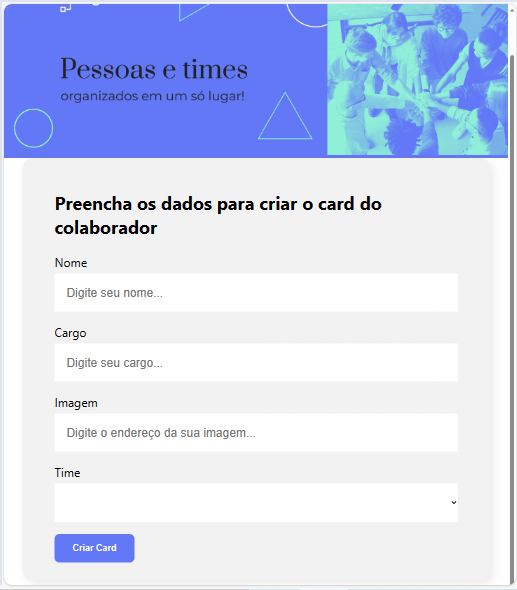 Pessoas e times
organizados em um só lugar!
Preencha os dados para criar o card do
colaborador
Nome
Digite seu nome...
Cargo
Digite seu cargo...
Imagem
Digite o endereço da sua imagem...
Time
Criar Card